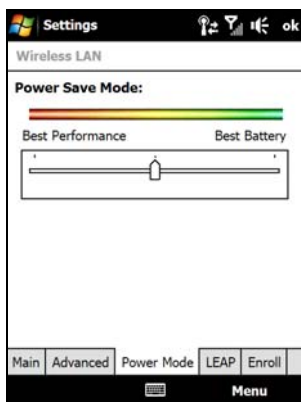 Settings ok
Wireless LAN
Power Save Mode:
Best Performance Best Battery
Main Advanced Power Mode LEAP Enroll
Menu